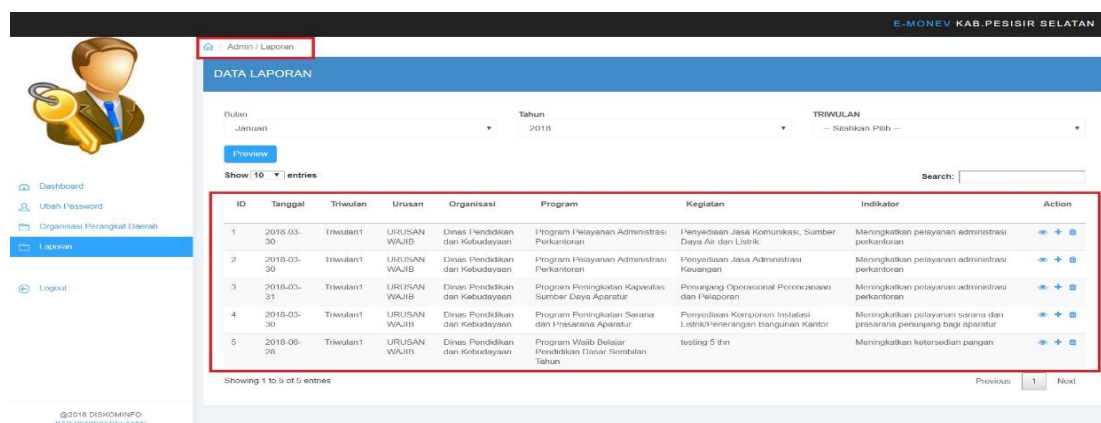 E-MONEV KAB.PESISIR SELATAN
/ Admin / Laporan
DATA LAPORAN
Bulan
Tahun
TRIWULAN
Januari
2018
-- Silahkan Pilih --
Preview
Show 10 entries
Search:
Dashboard
Ubah Password
Organisasi Perangkat Daerah
Laporan
Logout
ID Tanggal Triwulan Urusan Organisasi Program Kegiatan Indikator Action
1 2018-03- Triwulan1 URUSAN Dinas Pendidikan Program Pelayanan Administrasi Penyediaan Jasa Komunikasi, Sumber Meningkatkan pelayanan administrasi
30 WAJIB dan Kebudayaan Perkantoran Daya Air dan Listrik perkantoran
2 2018-03- Triwulan1 URUSAN Dinas Pendidikan Program Pelayanan Administrasi Penyediaan Jasa Administrasi Meningkatkan pelayanan administrasi
30 WAJIB dan Kebudayaan Perkantoran Keuangan perkantoran
3 2018-03- Triwulan1 URUSAN Dinas Pendidikan Program Peningkatan Kapasitas Penunjang Operasional Perencanaan Meningkatkan pelayanan administrasi
31 WAJIB dan Kebudayaan Sumber Daya Aparatur dan Pelaporan perkantoran
4 2018-03- Triwulan1 URUSAN Dinas Pendidikan Program Peningkatan Sarana Penyediaan Komponen Instalasi Meningkatkan pelayanan sarana dan
30 WAJIB dan Kebudayaan dan Prasarana Aparatur Listrik/Penerangan Bangunan Kantor prasarana penunjang bagi aparatur
5 2018-06- Triwulan1 URUSAN Dinas Pendidikan Program Wajib Belajar testing 5 thn Meningkatkan ketersedian pangan
28 WAJIB dan Kebudayaan Pendidikan Dasar Sembilan
Tahun
Showing 1 to 5 of 5 entries
Previous 1 Next
@2018 DISKOMINFO